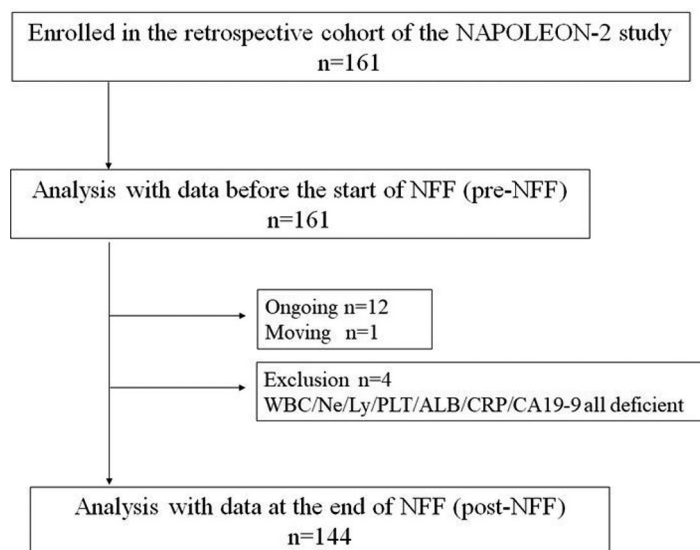 Enrolled in the retrospective cohort of the NAPOLEON-2 study
n=161
Analysis with data before the start of NFF (pre-NFF)
n=161
Ongoing n=12
Moving n=1
Exclusion n=4
WBC/Ne/Ly/PLT/ALB/CRP/CA19-9 all deficient
Analysis with data at the end of NFF (post-NFF)
n=144